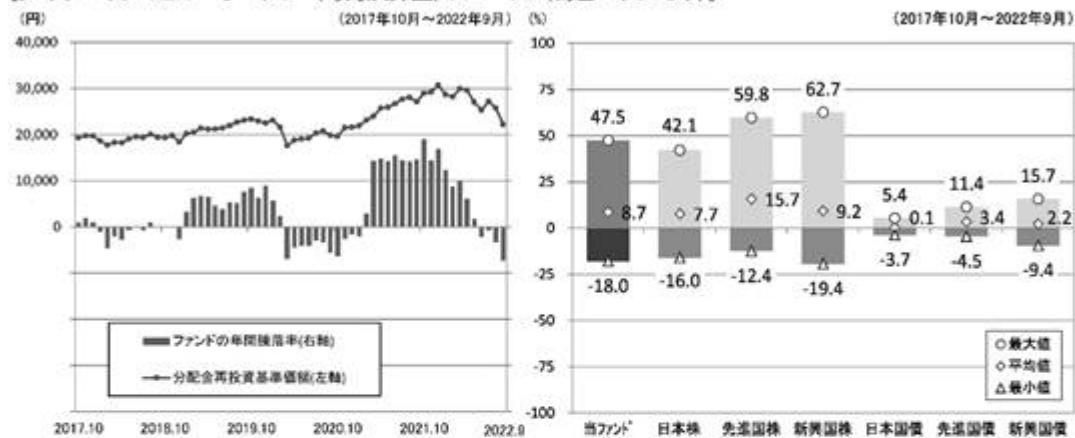 (円)
(2017年10月～2022年9月)
40,000
30,000
20,000
10,000
0
ファンドの年間騰落率(右軸)
分配金再投資基準価額(左軸)
2017.10 2018.10 2019.10 2020.10 2021.10 2022.9
(%)
(2017年10月～2022年9月)
100
75
50
25
0
-25
-50
-75
-100
47.5 42.1 59.8 62.7 5.4 11.4 15.7
8.7 7.7 15.7 9.2 0.1 3.4 2.2
-18.0 -16.0 -12.4 -19.4 -3.7 -4.5 -9.4
最大値
平均値
最小値
当ファンド 日本株 先進国株 新興国株 日本国債 先進国債 新興国債